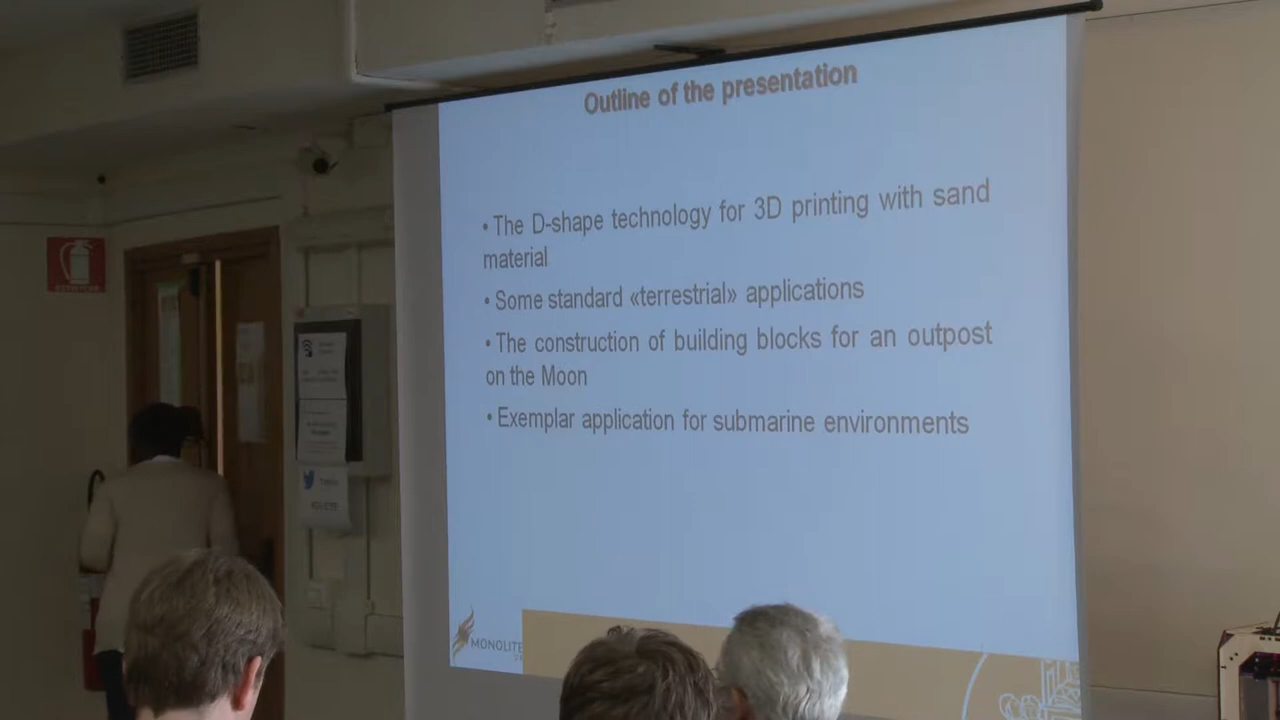 Outline of the presentation
• The D-shape technology for 3D printing with sand
material
• Some standard «terrestrial» applications
• The construction of building blocks for an outpost
on the Moon
• Exemplar application for submarine environments
MONOLITE